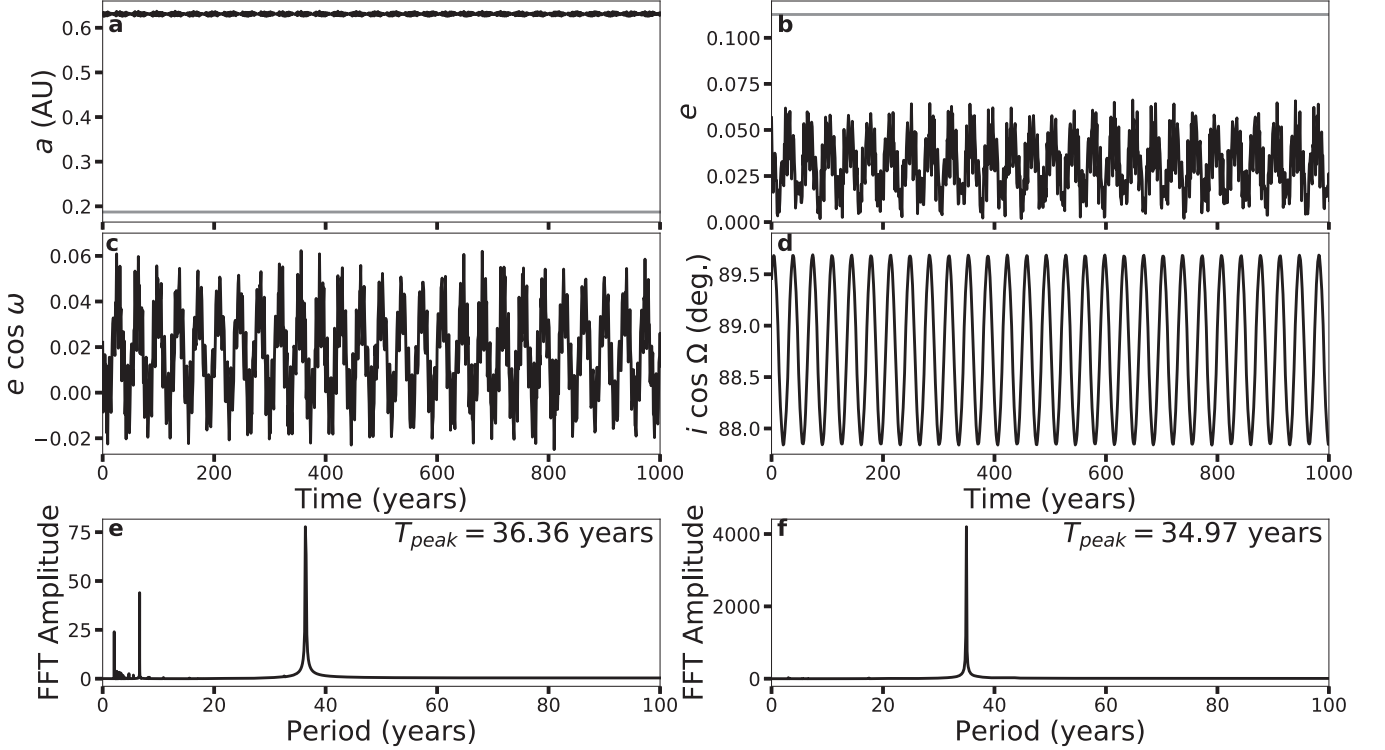 a
a (AU)
0.6
0.5
0.4
0.3
0.2
b
e
0.100
0.075
0.050
0.025
0.000
c
e cos ω
0.06
0.04
0.02
0.00
−0.02
0 200 400 600 800 1000
Time (years)
d
i cos Ω (deg.)
89.5
89.0
88.5
88.0
0 200 400 600 800 1000
Time (years)
e
T_peak = 36.36 years
FFT Amplitude
75
50
25
0
0 20 40 60 80 100
Period (years)
f
T_peak = 34.97 years
FFT Amplitude
4000
2000
0
0 20 40 60 80 100
Period (years)